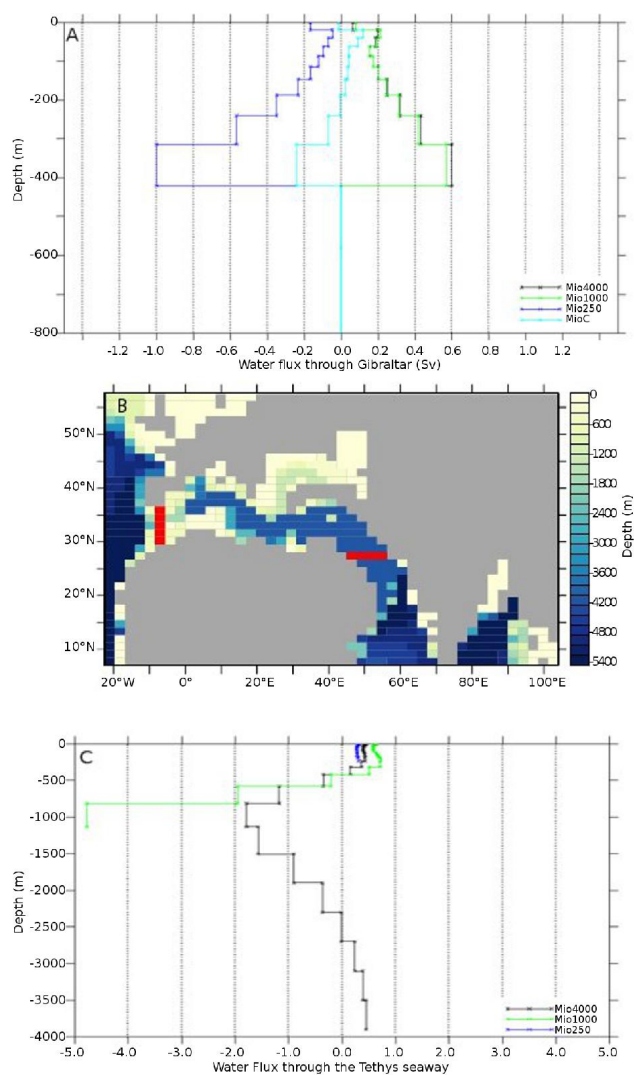 A
0
-200
-400
-600
-800
Depth (m)
Mio4000
Mio1000
Mio250
MioC
-1.2 -1.0 -0.8 -0.6 -0.4 -0.2 0.0 0.2 0.4 0.6 0.8 1.0 1.2
Water flux through Gibraltar (Sv)
B
50°N
40°N
30°N
20°N
10°N
20°W 0° 20°E 40°E 60°E 80°E 100°E
0
-600
-1200
-1800
-2400
-3000
-3600
-4200
-4800
-5400
Depth (m)
C
0
-500
-1000
-1500
-2000
-2500
-3000
-3500
-4000
Depth (m)
Mio4000
Mio1000
Mio250
-5.0 -4.0 -3.0 -2.0 -1.0 0.0 1.0 2.0 3.0 4.0 5.0
Water Flux through the Tethys seaway